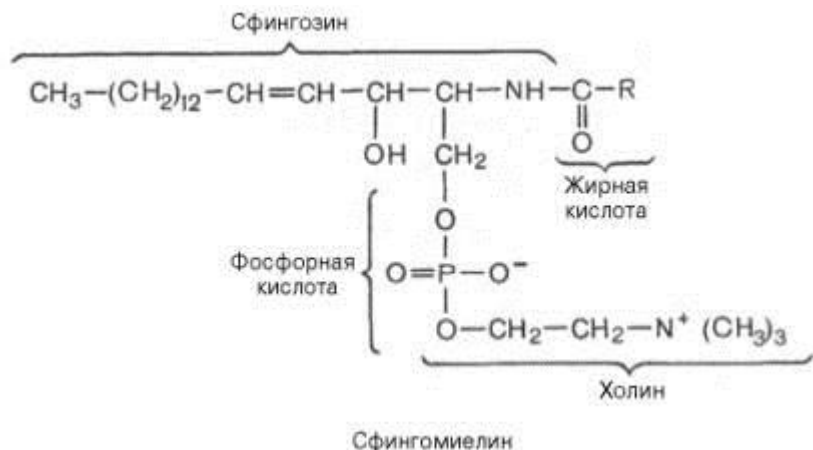 Сфингозин
CH₃—(CH₂)₁₂—CH=CH—CH—CH—NH—C—R
OH CH₂ O
Жирная
кислота
O
Фосфорная
кислота
O=P—O⁻
O—CH₂—CH₂—N⁺ (CH₃)₃
Холин
Сфингомиелин